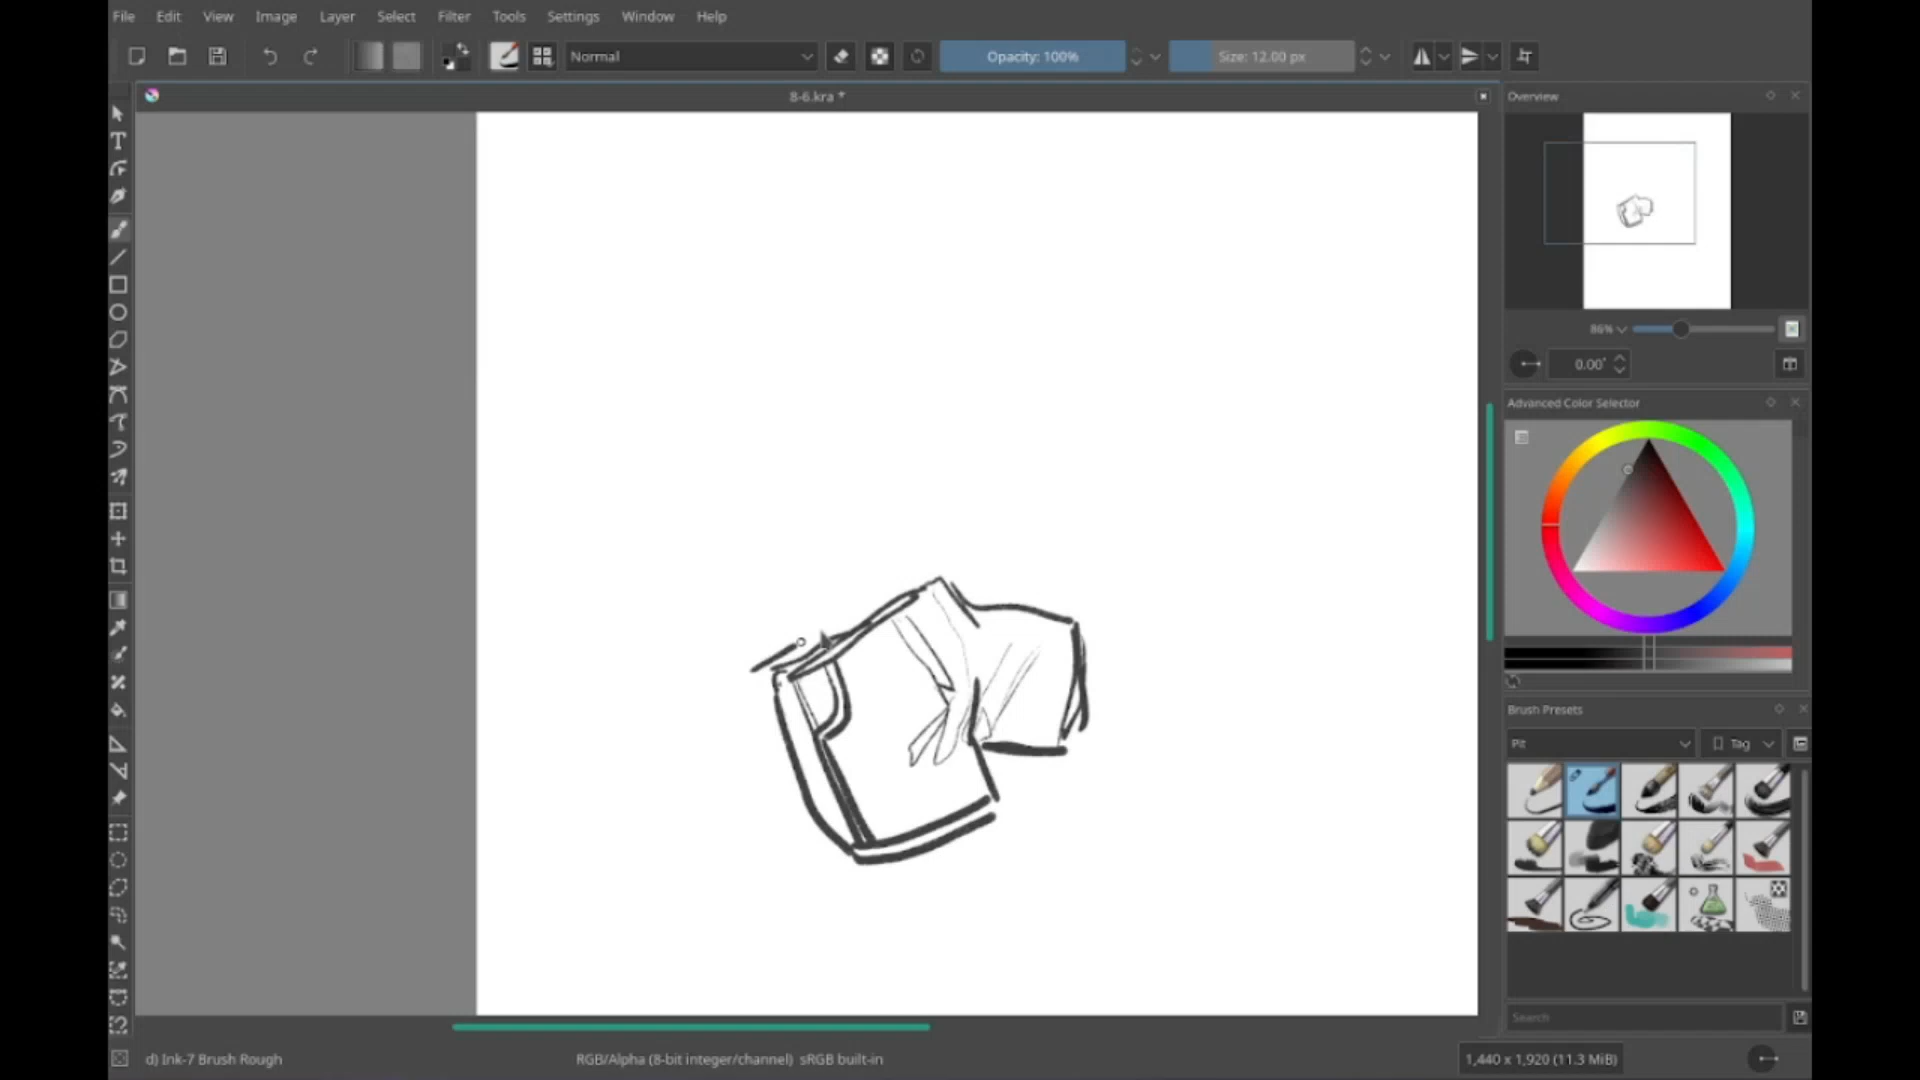 File Edit View Image Layer Select Filter Tools Settings Window Help
Normal Opacity: 100% Size: 12.00 px
8-6.kra *
Overview
86%
0.00°
Advanced Color Selector
Brush Presets
Pit Tag
Search
d) Ink-7 Brush Rough RGB/Alpha (8-bit integer/channel) sRGB built-in 1,440 x 1,920 (11.3 MiB)